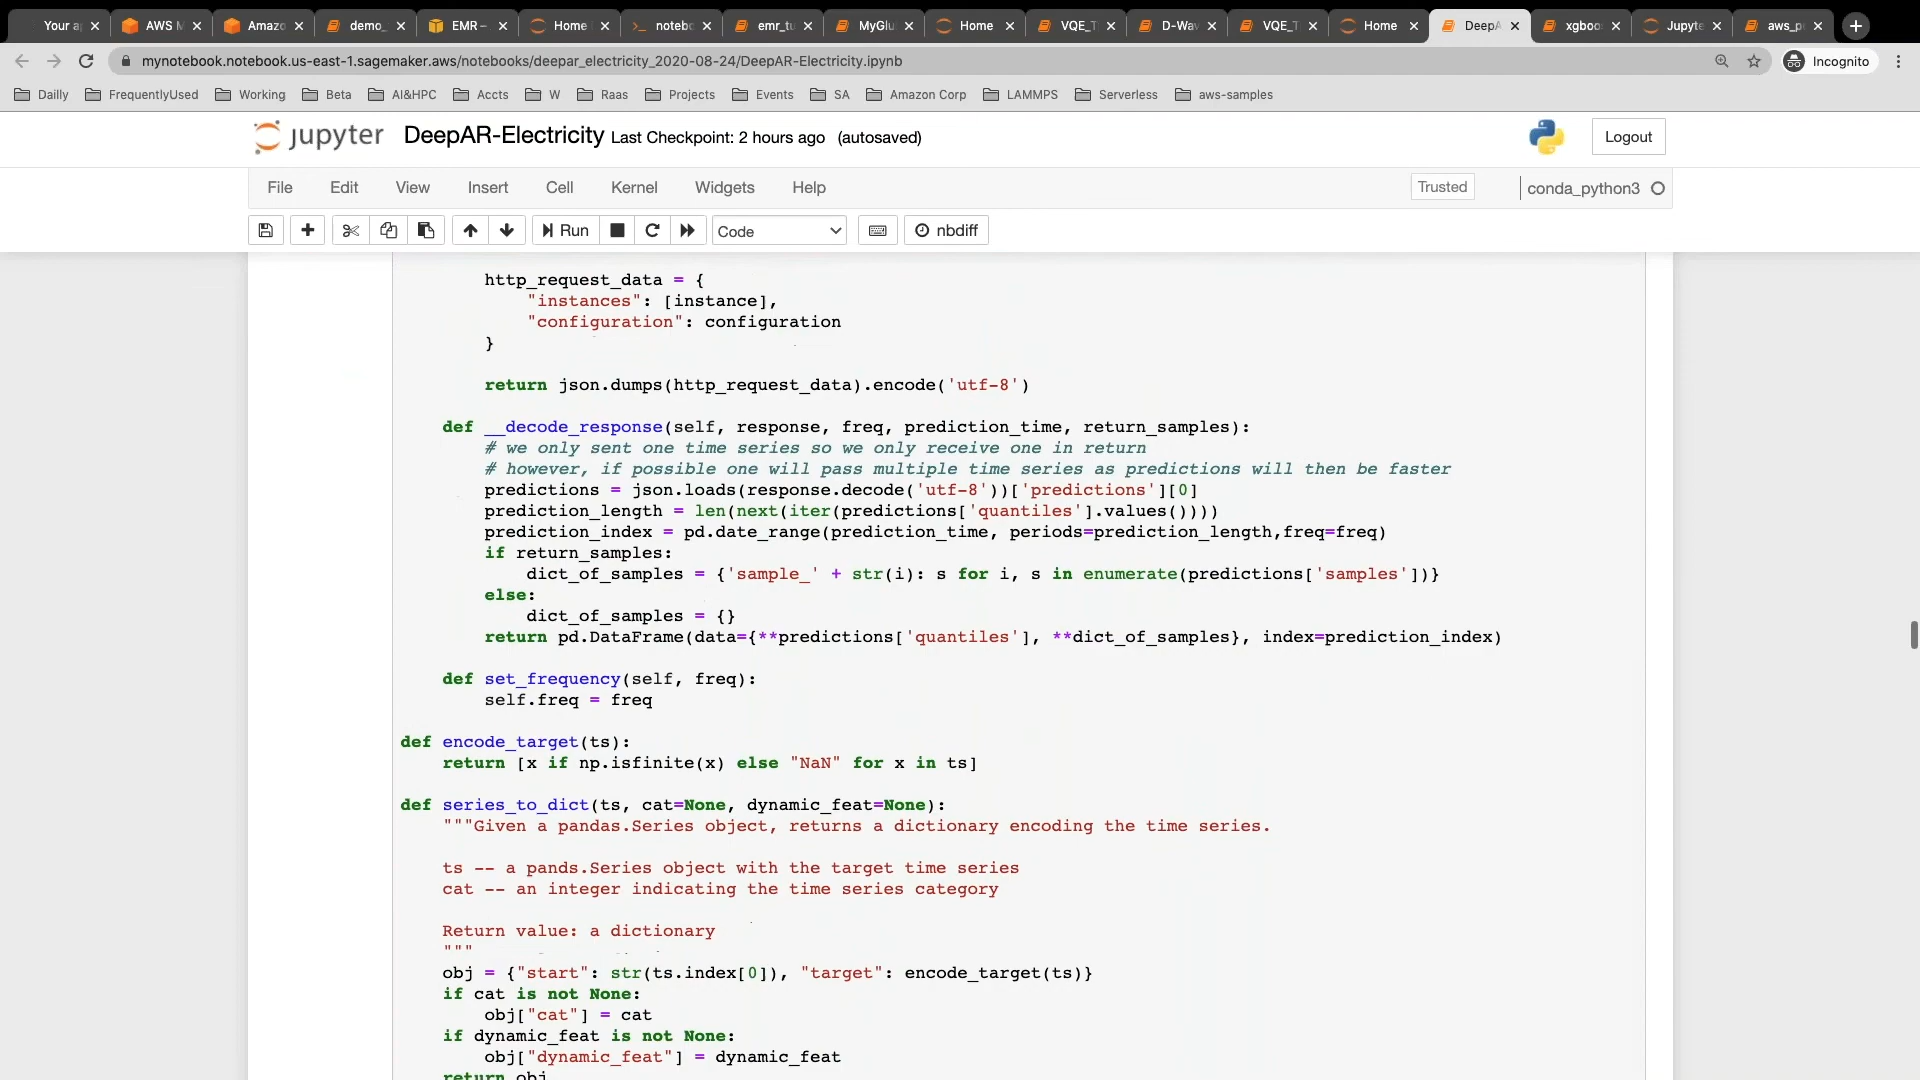 Your a
AWS M
Amazo
demo_
EMR –
Home
noteb
emr_tu
MyGlu
Home
VQE_T
D-Wav
VQE_T
Home
DeepA
xgboo
Jupyte
aws_p
mynotebook.notebook.us-east-1.sagemaker.aws/notebooks/deepar_electricity_2020-08-24/DeepAR-Electricity.ipynb
Incognito
Dailly FrequentlyUsed Working Beta AI&HPC Accts W Raas Projects Events SA Amazon Corp LAMMPS Serverless aws-samples
jupyter DeepAR-Electricity Last Checkpoint: 2 hours ago (autosaved)
Logout
File Edit View Insert Cell Kernel Widgets Help
Trusted
conda_python3
Run
Code
nbdiff
http_request_data = {
"instances": [instance],
"configuration": configuration
}
return json.dumps(http_request_data).encode('utf-8')
def __decode_response(self, response, freq, prediction_time, return_samples):
# we only sent one time series so we only receive one in return
# however, if possible one will pass multiple time series as predictions will then be faster
predictions = json.loads(response.decode('utf-8'))['predictions'][0]
prediction_length = len(next(iter(predictions['quantiles'].values())))
prediction_index = pd.date_range(prediction_time, periods=prediction_length,freq=freq)
if return_samples:
dict_of_samples = {'sample_' + str(i): s for i, s in enumerate(predictions['samples'])}
else:
dict_of_samples = {}
return pd.DataFrame(data={**predictions['quantiles'], **dict_of_samples}, index=prediction_index)
def set_frequency(self, freq):
self.freq = freq
def encode_target(ts):
return [x if np.isfinite(x) else "NaN" for x in ts]
def series_to_dict(ts, cat=None, dynamic_feat=None):
"""Given a pandas.Series object, returns a dictionary encoding the time series.
ts -- a pands.Series object with the target time series
cat -- an integer indicating the time series category
Return value: a dictionary
"""
obj = {"start": str(ts.index[0]), "target": encode_target(ts)}
if cat is not None:
obj["cat"] = cat
if dynamic_feat is not None:
obj["dynamic_feat"] = dynamic_feat
return obj